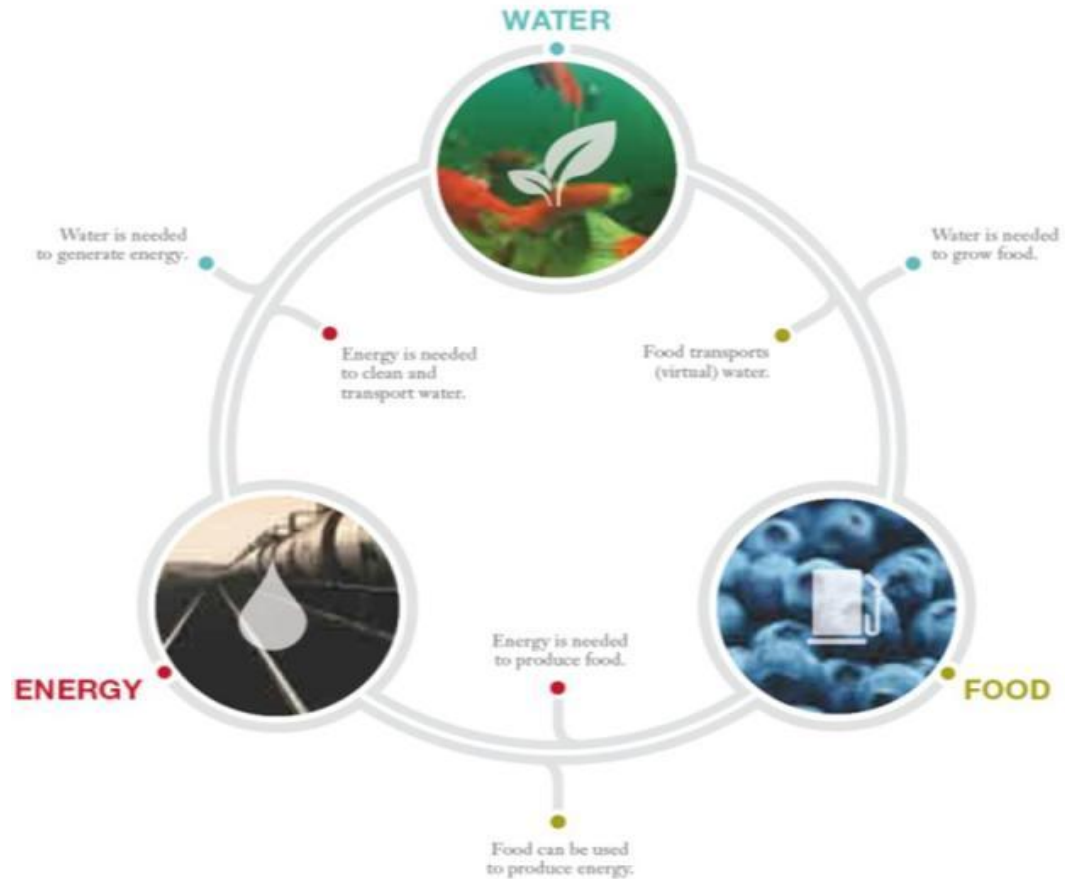 WATER
Water is needed
to generate energy.
Water is needed
to grow food.
Energy is needed
to clean and
transport water.
Food transports
(virtual) water.
Energy is needed
to produce food.
ENERGY
FOOD
Food can be used
to produce energy.